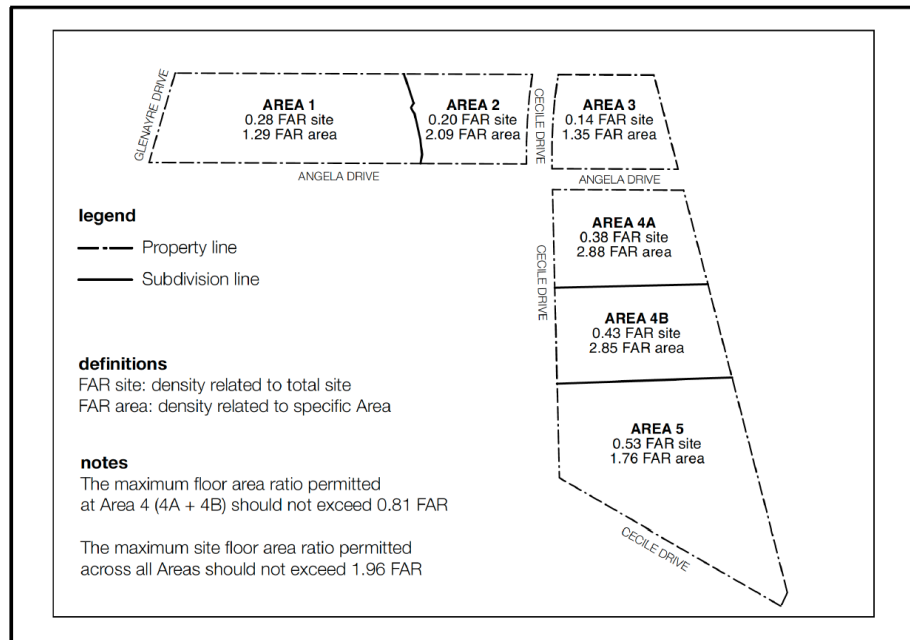 GLENAYRE DRIVE
AREA 1
0.28 FAR site
1.29 FAR area
AREA 2
0.20 FAR site
2.09 FAR area
CECILE DRIVE
AREA 3
0.14 FAR site
1.35 FAR area
ANGELA DRIVE
ANGELA DRIVE
legend
Property line
Subdivision line
CECILE DRIVE
AREA 4A
0.38 FAR site
2.88 FAR area
AREA 4B
0.43 FAR site
2.85 FAR area
definitions
FAR site: density related to total site
FAR area: density related to specific Area
AREA 5
0.53 FAR site
1.76 FAR area
notes
The maximum floor area ratio permitted
at Area 4 (4A + 4B) should not exceed 0.81 FAR
The maximum site floor area ratio permitted
across all Areas should not exceed 1.96 FAR
CECILE DRIVE